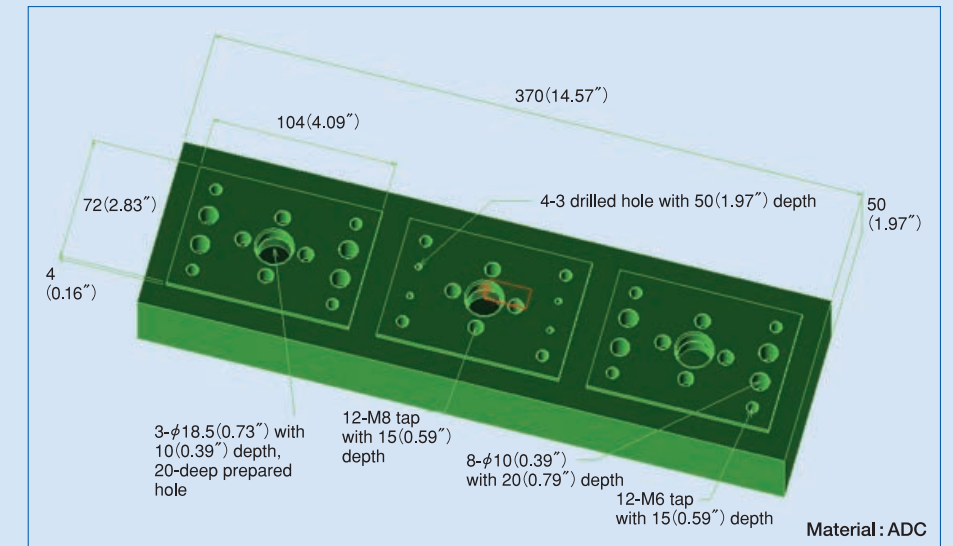 370(14.57″)
104(4.09″)
4-3 drilled hole with 50(1.97″) depth
50
(1.97″)
72(2.83″)
4
(0.16″)
3-φ18.5(0.73″) with
10(0.39″) depth,
20-deep prepared
hole
12-M8 tap
with 15(0.59″)
depth
8-φ10(0.39″)
with 20(0.79″) depth
12-M6 tap
with 15(0.59″) depth
Material : ADC